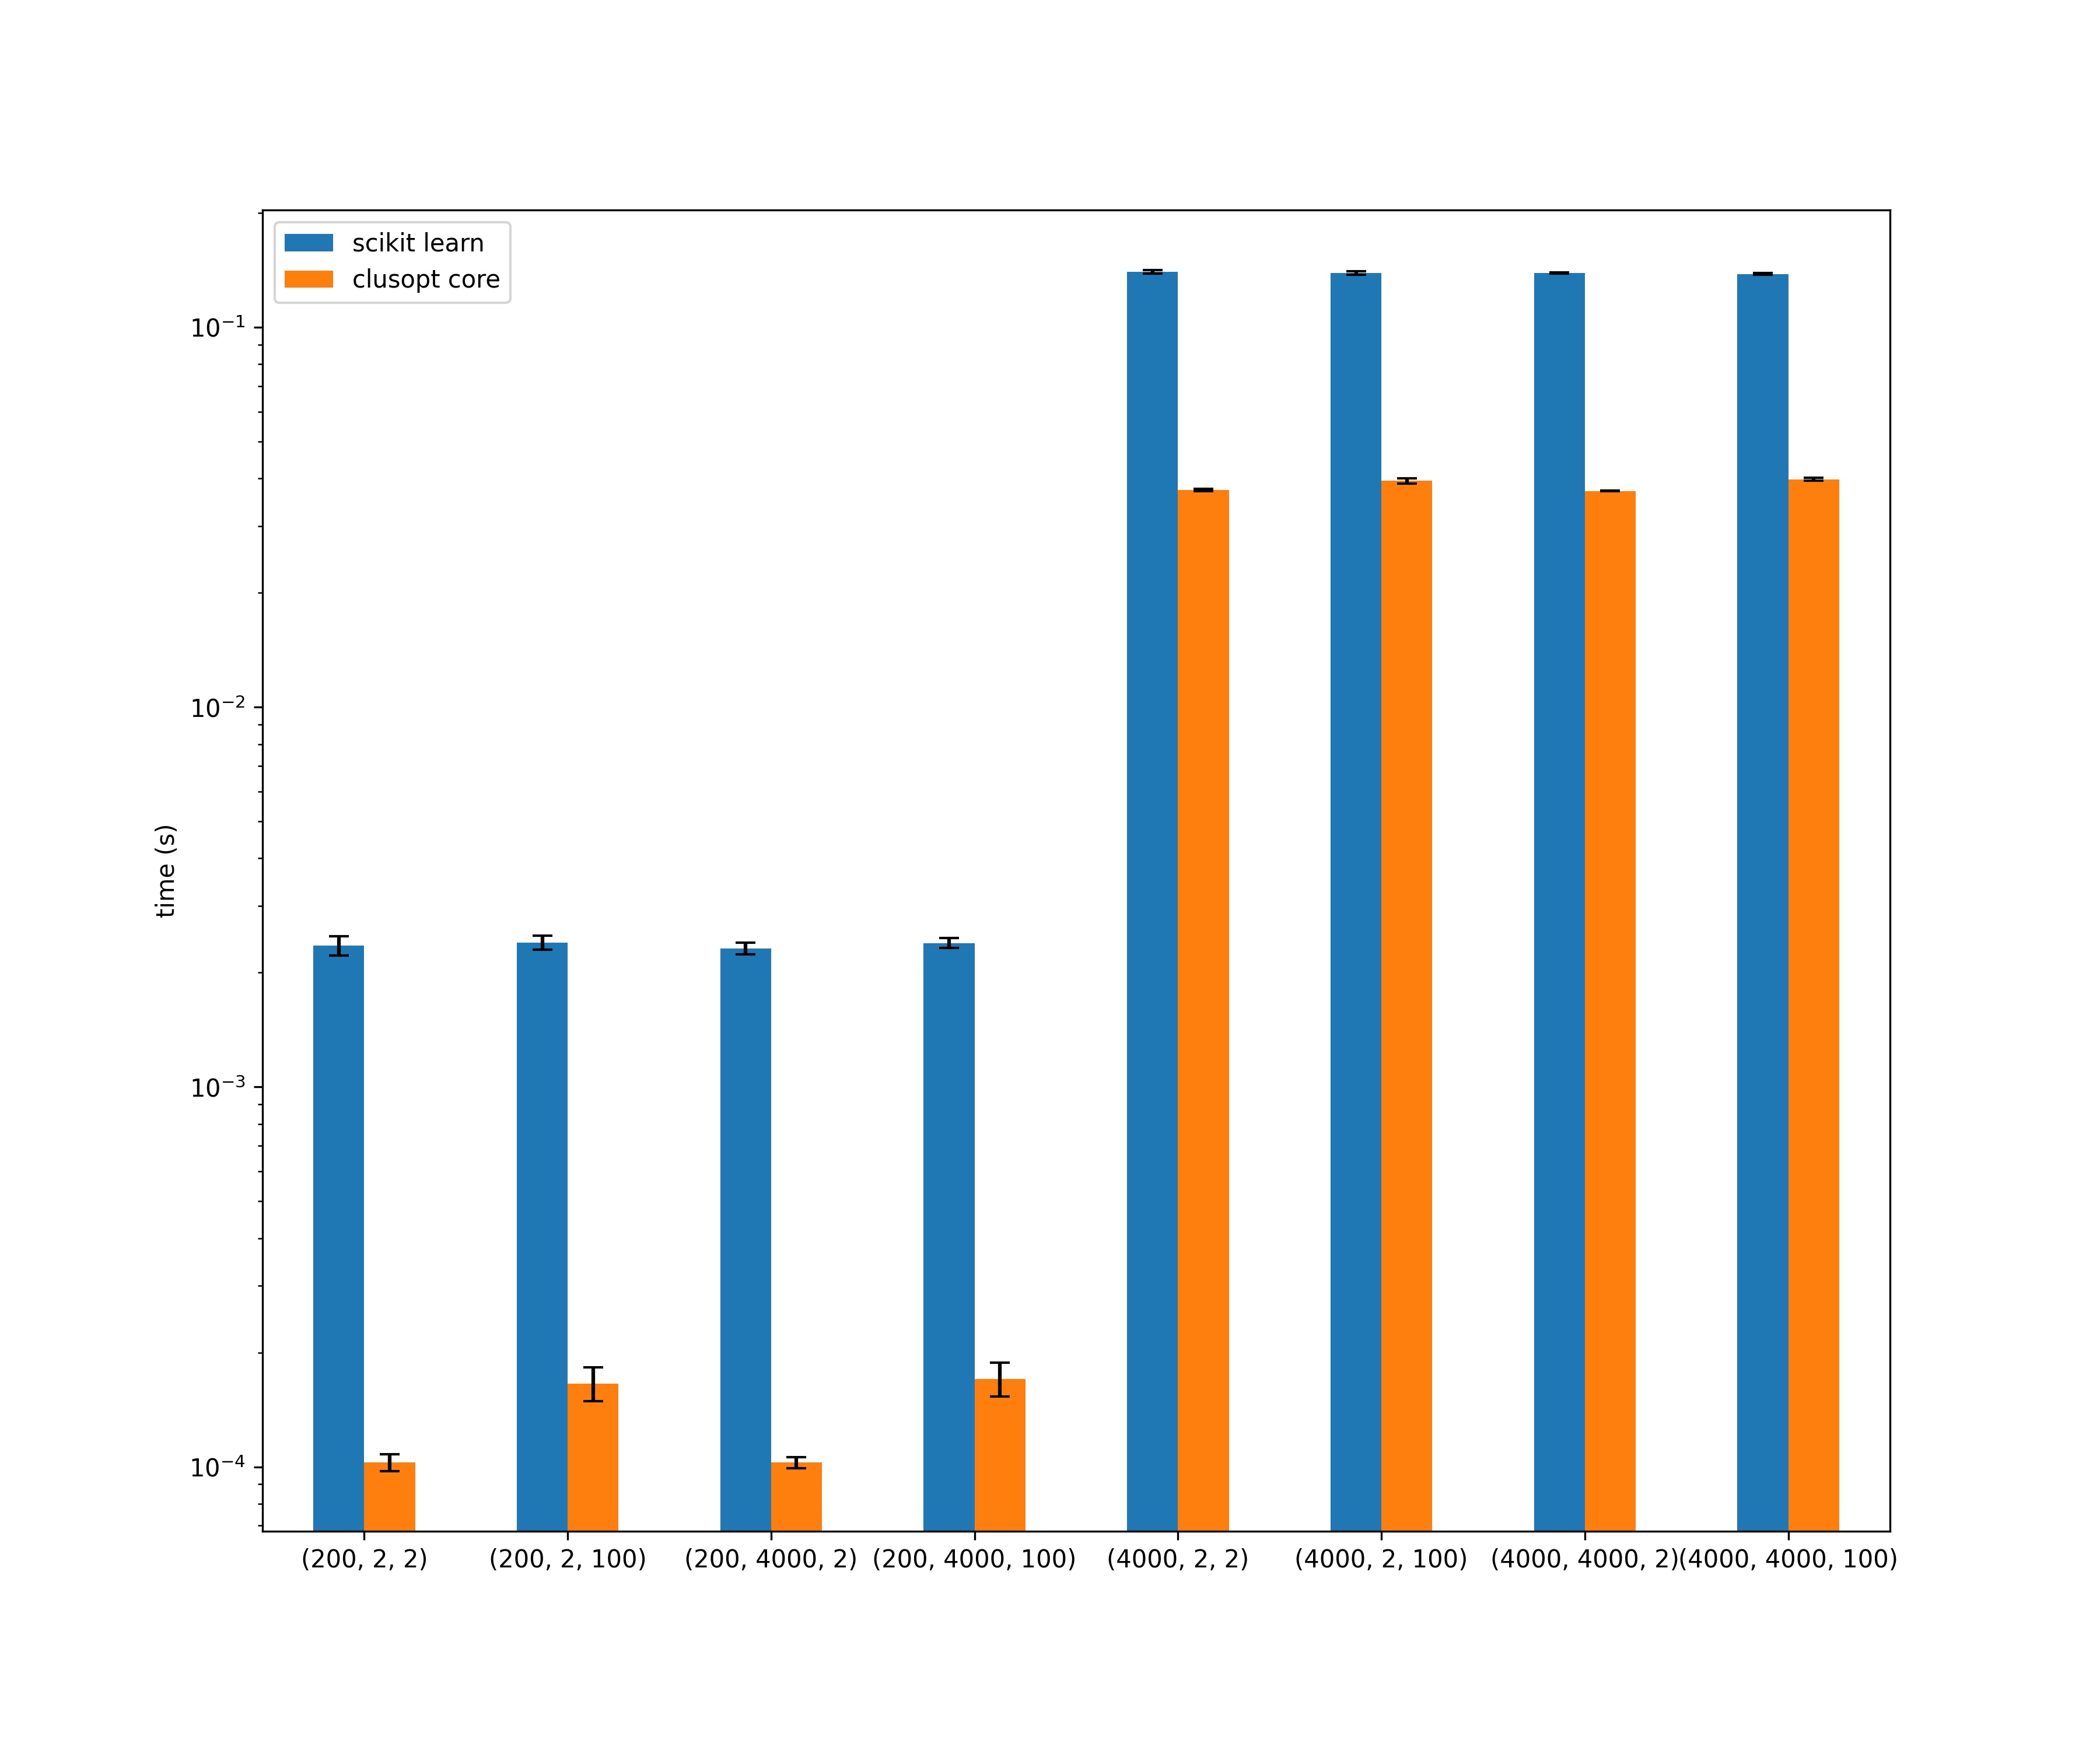 scikit learn
clusopt core
10⁻¹
10⁻²
10⁻³
10⁻⁴
time (s)
(200, 2, 2) (200, 2, 100) (200, 4000, 2) (200, 4000, 100) (4000, 2, 2) (4000, 2, 100) (4000, 4000, 2) (4000, 4000, 100)